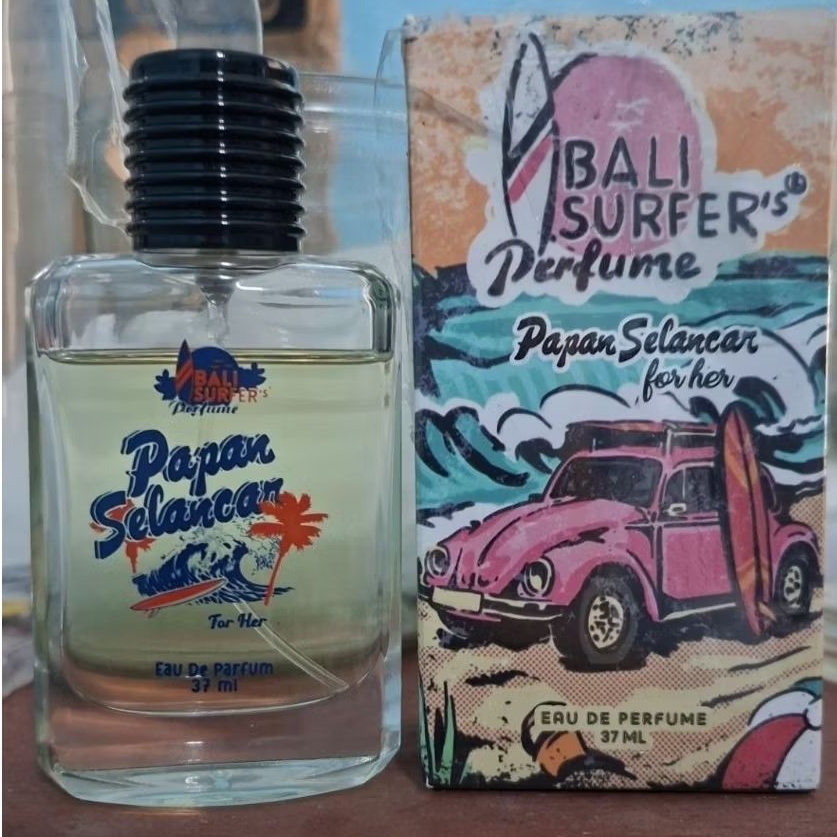 BALI
SURFER's
Perfume
Papan
Selancar
For Her
Eau De Parfum
37 ml
BALI
SURFER's®
Perfume
Papan Selancar
for her
EAU DE PERFUME
37 ML